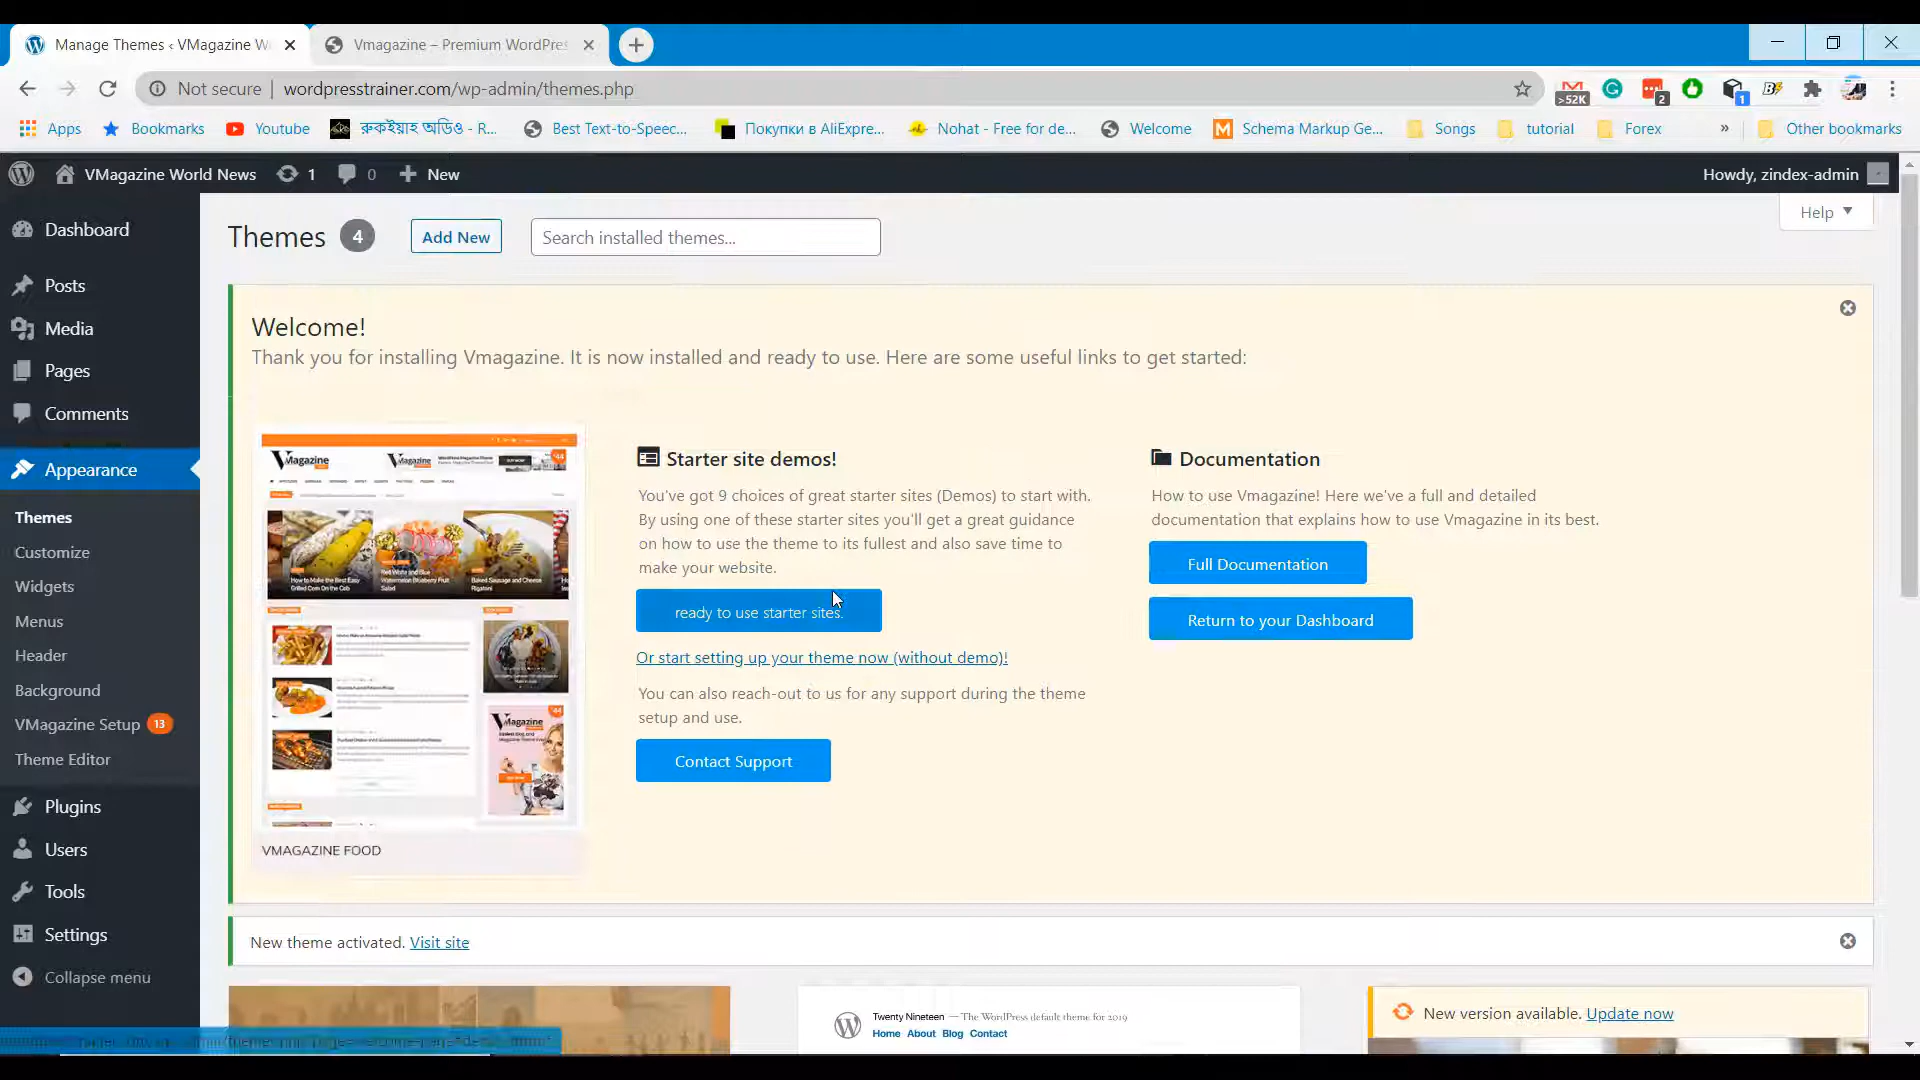 Manage Themes ‹ VMagazine W
Vmagazine – Premium WordPres
Not secure | wordpresstrainer.com/wp-admin/themes.php
>52K
2
1
Apps
Bookmarks
Youtube
রুকইয়াহ অডিও - R...
Best Text-to-Speec...
Покупки в AliExpre...
Nohat - Free for de...
Welcome
Schema Markup Ge...
Songs
tutorial
Forex
»
Other bookmarks
VMagazine World News
1
0
New
Howdy, zindex-admin
Dashboard
Posts
Media
Pages
Comments
Appearance
Themes
Customize
Widgets
Menus
Header
Background
VMagazine Setup 13
Theme Editor
Plugins
Users
Tools
Settings
Collapse menu
Themes 4
Add New
Search installed themes...
Help
Welcome!
Thank you for installing Vmagazine. It is now installed and ready to use. Here are some useful links to get started:
VMAGAZINE FOOD
Starter site demos!
You've got 9 choices of great starter sites (Demos) to start with.
By using one of these starter sites you'll get a great guidance
on how to use the theme to its fullest and also save time to
make your website.
ready to use starter sites.
Or start setting up your theme now (without demo)!
You can also reach-out to us for any support during the theme
setup and use.
Contact Support
Documentation
How to use Vmagazine! Here we've a full and detailed
documentation that explains how to use Vmagazine in its best.
Full Documentation
Return to your Dashboard
New theme activated. Visit site
Twenty Nineteen — The WordPress default theme for 2019
Home About Blog Contact
New version available. Update now